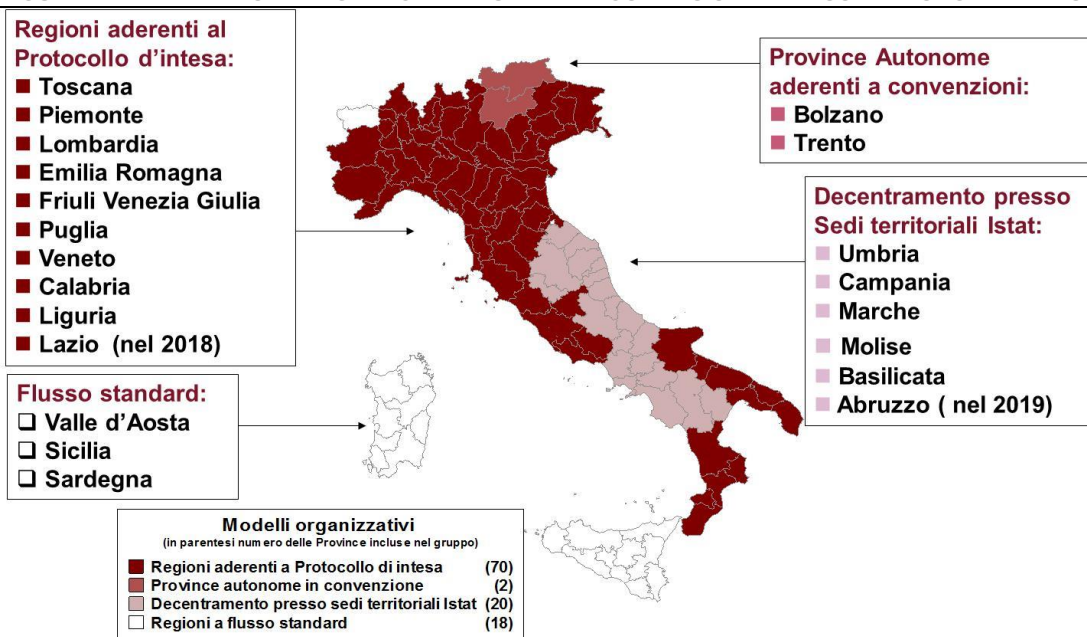 Regioni aderenti al
Protocollo d'intesa:
Toscana
Piemonte
Lombardia
Emilia Romagna
Friuli Venezia Giulia
Puglia
Veneto
Calabria
Liguria
Lazio (nel 2018)
Flusso standard:
Valle d'Aosta
Sicilia
Sardegna
Province Autonome
aderenti a convenzioni:
Bolzano
Trento
Decentramento presso
Sedi territoriali Istat:
Umbria
Campania
Marche
Molise
Basilicata
Abruzzo ( nel 2019)
Modelli organizzativi
(in parentesi numero delle Province incluse nel gruppo)
Regioni aderenti a Protocollo di intesa (70)
Province autonome in convenzione (2)
Decentramento presso sedi territoriali Istat (20)
Regioni a flusso standard (18)